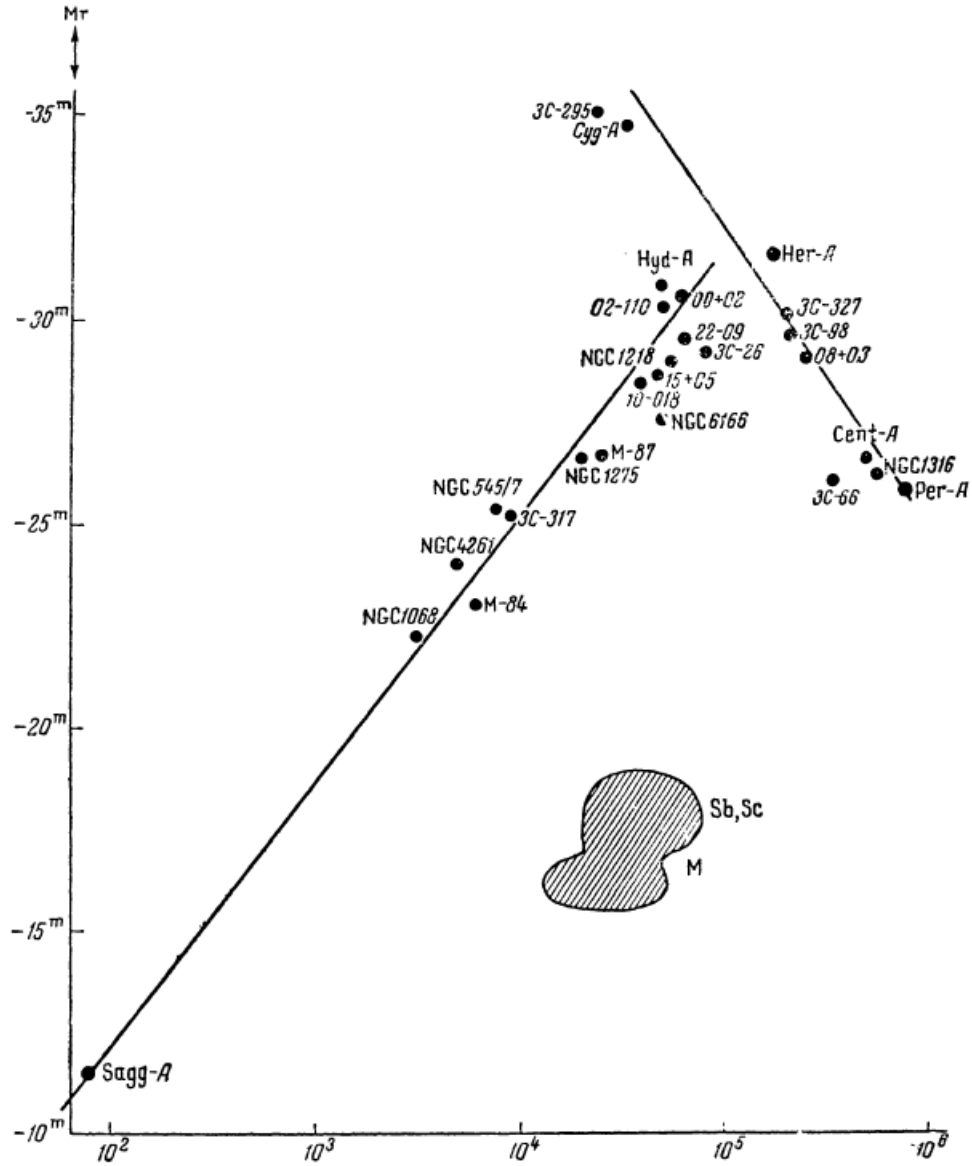 Mr
-35ᵐ
3C-295
Cyg-A
Her-A
Hyd-A
-30ᵐ
02-110
00+02
3C-327
3C-98
22-09
NGC1218
3C-26
08+03
15+05
10-018
NGC6166
Cent-A
M-87
NGC1275
NGC1316
3C-66
Per-A
NGC545/7
-25ᵐ
3C-317
NGC4261
M-84
NGC1068
-20ᵐ
Sb,Sc
M
-15ᵐ
Sagg-A
-10ᵐ
10² 10³ 10⁴ 10⁵ 10⁶